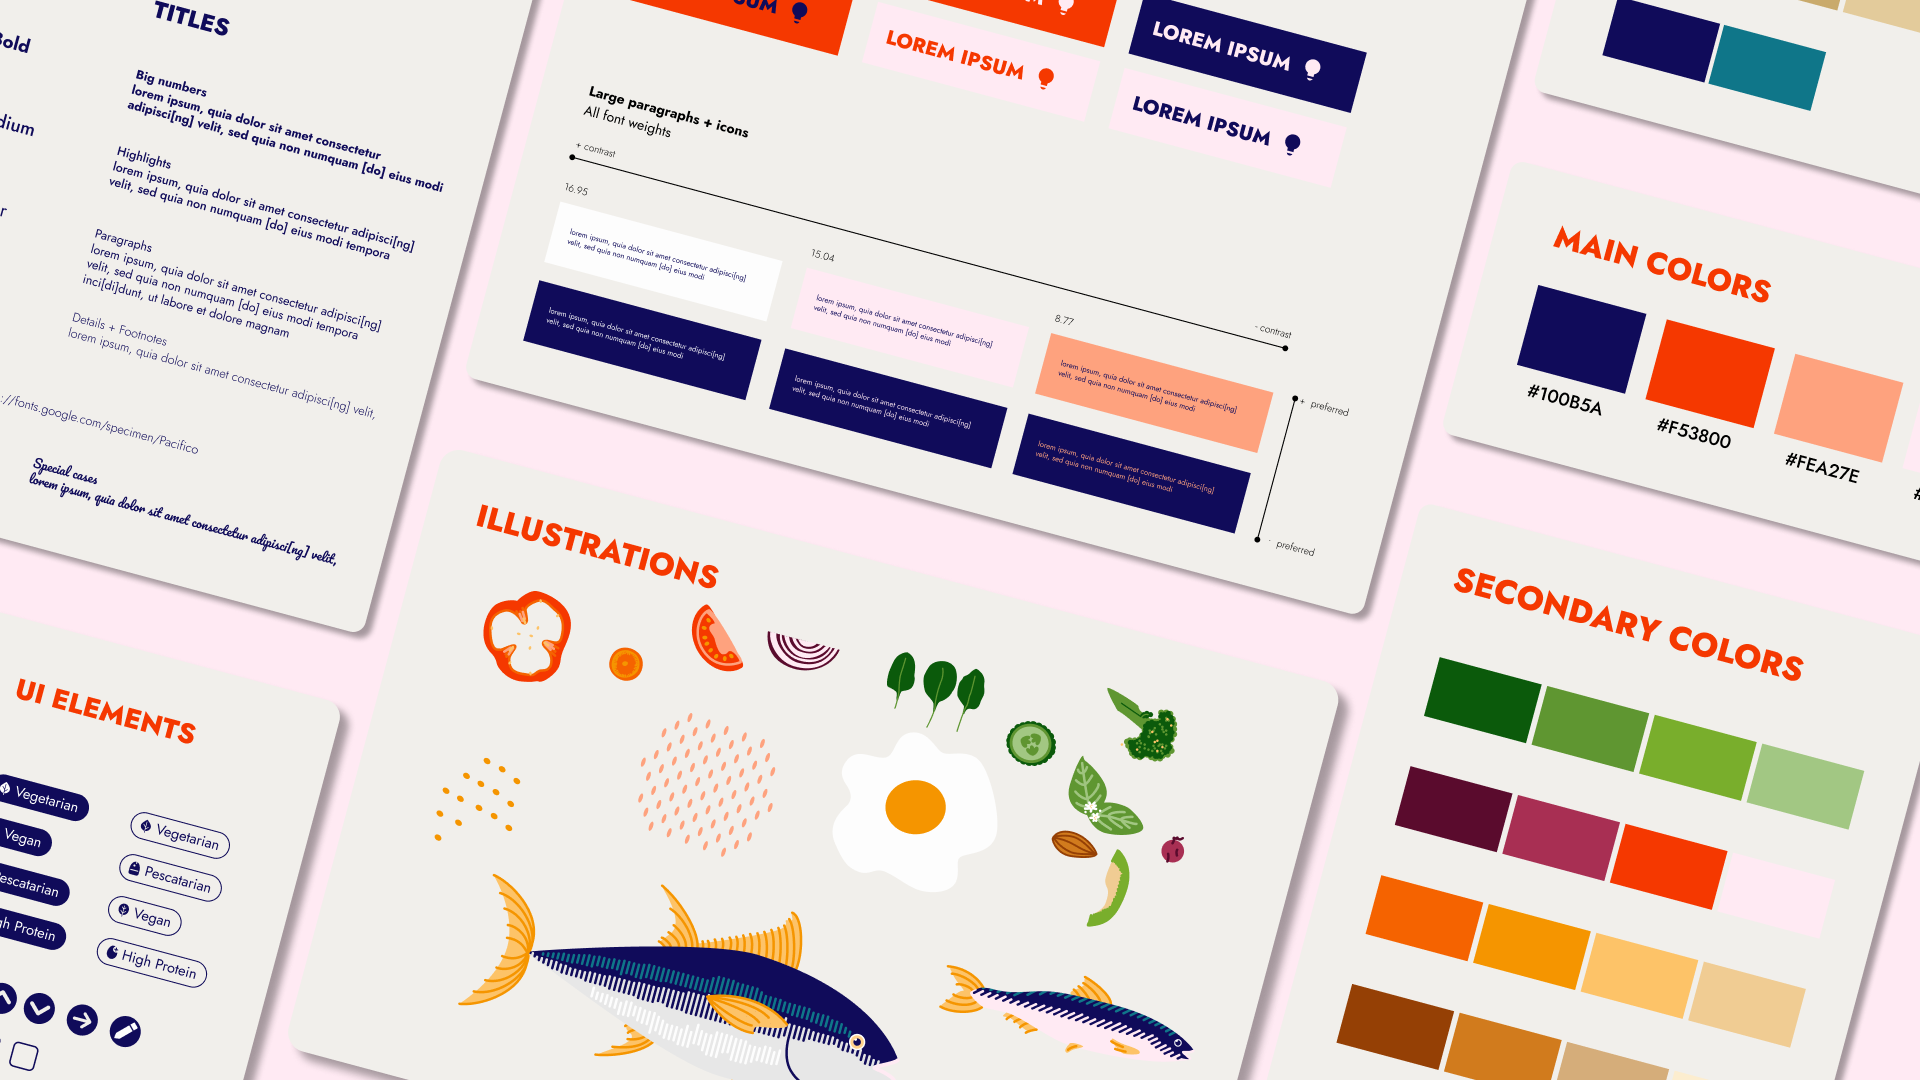 TITLES
Bold
Big numbers
lorem ipsum, quia dolor sit amet consectetur
adipisci[ng] velit, sed quia non numquam [do] eius modi
Highlights
lorem ipsum, quia dolor sit amet consectetur adipisci[ng]
velit, sed quia non numquam [do] eius modi tempora
Paragraphs
lorem ipsum, quia dolor sit amet consectetur adipisci[ng]
velit, sed quia non numquam [do] eius modi tempora
inci[di]dunt, ut labore et dolore magnam
Details + Footnotes
lorem ipsum, quia dolor sit amet consectetur adipisci[ng] velit,
://fonts.google.com/specimen/Pacifico
Special cases
lorem ipsum, quia dolor sit amet consectetur adipisci[ng] velit,
LOREM IPSUM
LOREM IPSUM
LOREM IPSUM
Large paragraphs + icons
All font weights
+ contrast
- contrast
16.95
lorem ipsum, quia dolor sit amet consectetur adipisci[ng]
velit, sed quia non numquam [do] eius modi
lorem ipsum, quia dolor sit amet consectetur adipisci[ng]
velit, sed quia non numquam [do] eius modi
15.04
lorem ipsum, quia dolor sit amet consectetur adipisci[ng]
velit, sed quia non numquam [do] eius modi
lorem ipsum, quia dolor sit amet consectetur adipisci[ng]
velit, sed quia non numquam [do] eius modi
8.77
lorem ipsum, quia dolor sit amet consectetur adipisci[ng]
velit, sed quia non numquam [do] eius modi
lorem ipsum, quia dolor sit amet consectetur adipisci[ng]
velit, sed quia non numquam [do] eius modi
+ preferred
- preferred
MAIN COLORS
#100B5A
#F53800
#FEA27E
SECONDARY COLORS
ILLUSTRATIONS
UI ELEMENTS
Vegetarian
Vegan
escatarian
gh Protein
Vegetarian
Pescatarian
Vegan
High Protein